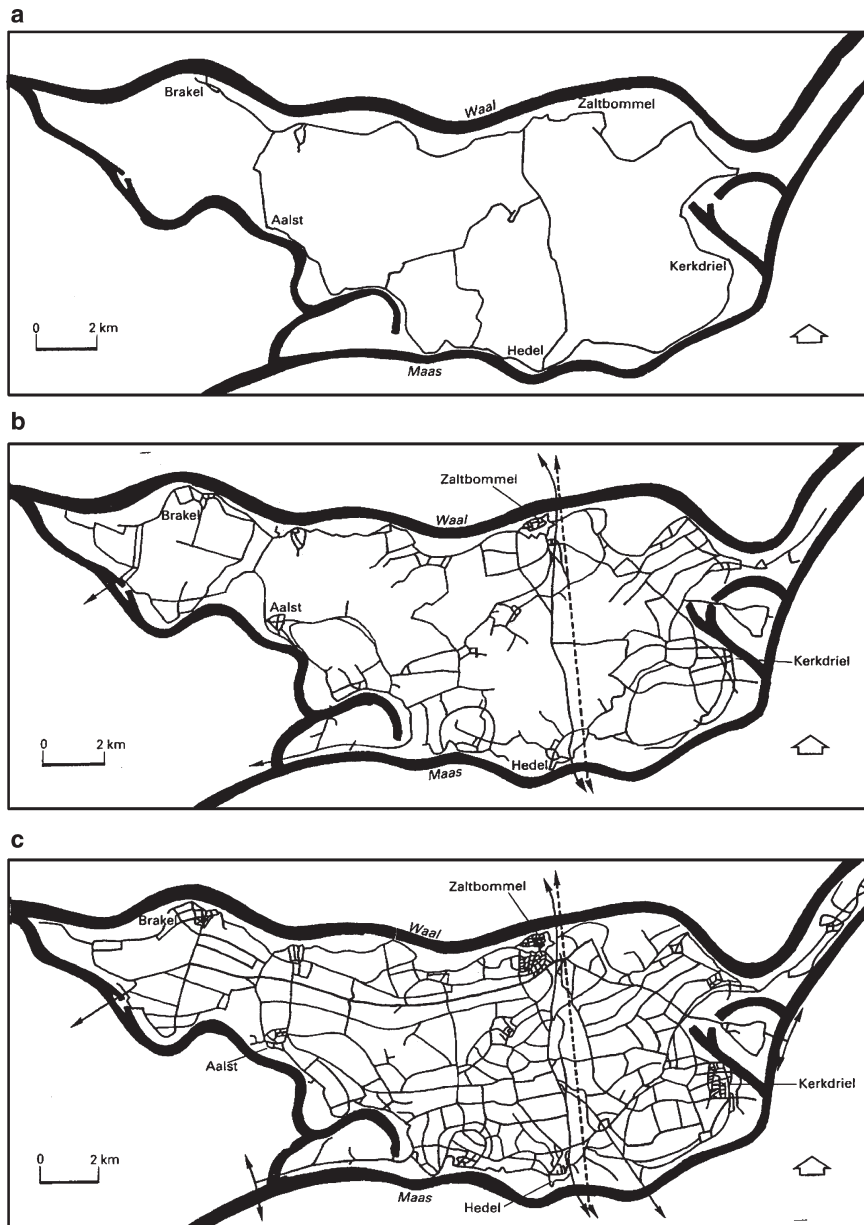 a
Brakel
Waal
Zaltbommel
Aalst
Kerkdriel
0 2 km
Hedel
Maas
b
Zaltbommel
Brakel
Waal
Aalst
Kerkdriel
0 2 km
Hedel
Maas
c
Zaltbommel
Brakel
Waal
Aalst
Kerkdriel
0 2 km
Maas
Hedel